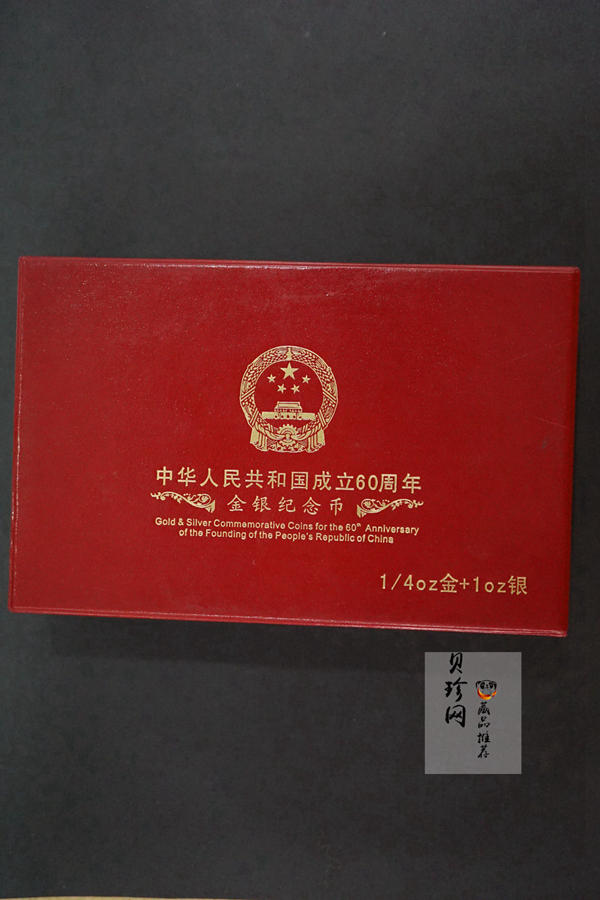 中华人民共和国成立60周年
金银纪念币
Gold & Silver Commemorative Coins for the 60th Anniversary
of the Founding of the People's Republic of China
1/4oz金+1oz银
贝珍网
藏品推荐